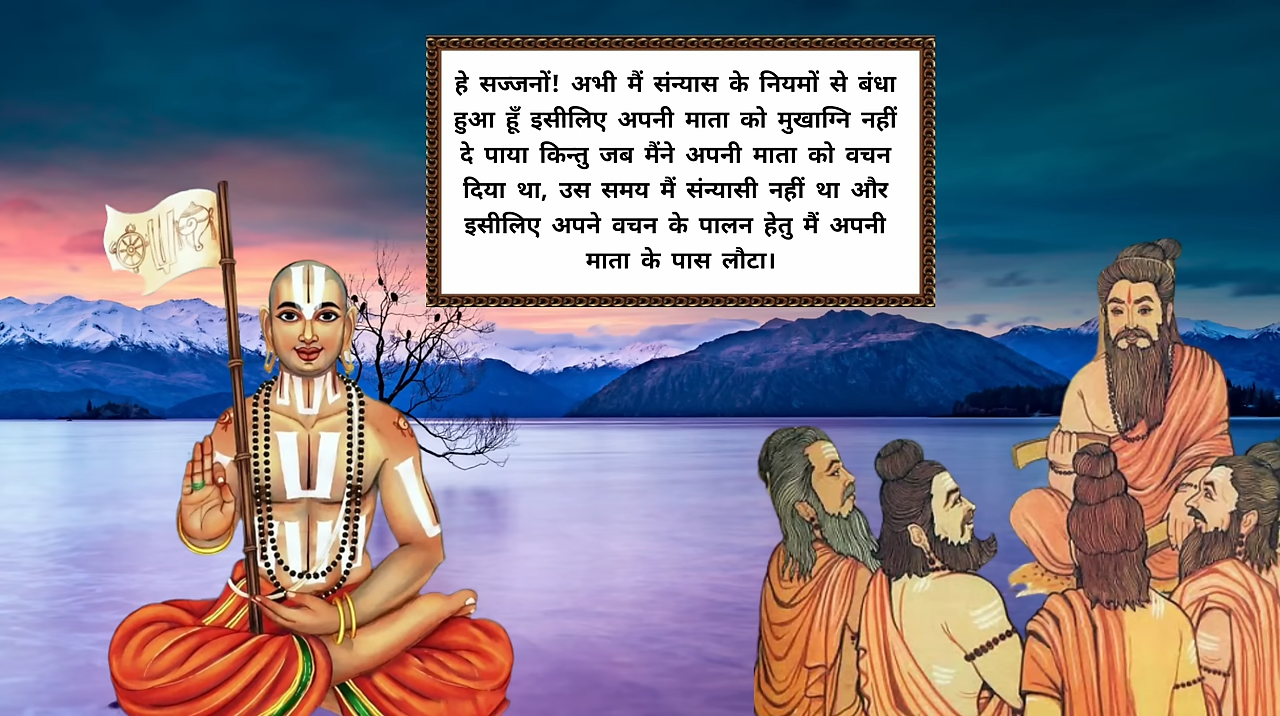 हे सज्जनों! अभी मैं संन्यास के नियमों से बंधा
हुआ हूँ इसीलिए अपनी माता को मुखाग्नि नहीं
दे पाया किन्तु जब मैंने अपनी माता को वचन
दिया था, उस समय मैं संन्यासी नहीं था और
इसीलिए अपने वचन के पालन हेतु मैं अपनी
माता के पास लौटा।